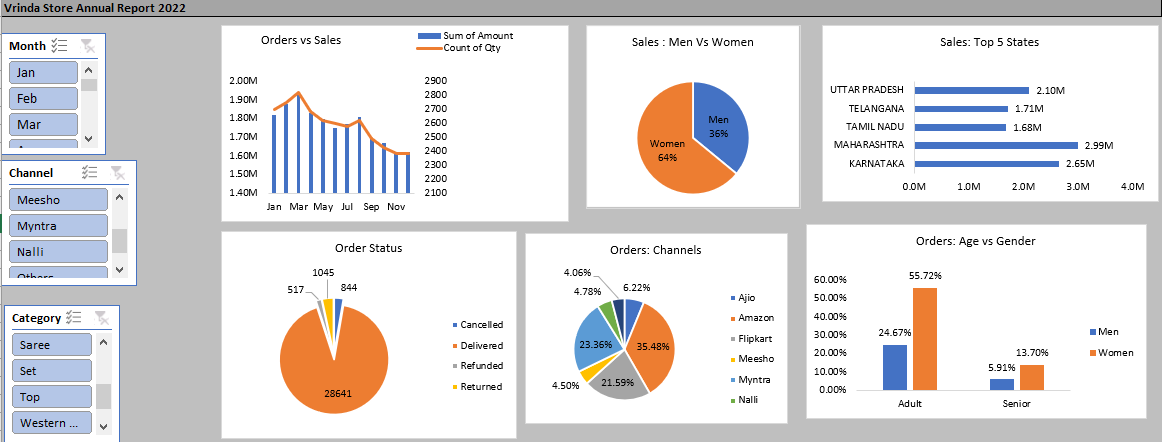 Vrinda Store Annual Report 2022
Month
Jan
Feb
Mar
Channel
Meesho
Myntra
Nalli
Others
Category
Saree
Set
Top
Western ...
Orders vs Sales
Sum of Amount
Count of Qty
2.00M
1.90M
1.80M
1.70M
1.60M
1.50M
1.40M
2900
2800
2700
2600
2500
2400
2300
2200
2100
Jan Mar May Jul Sep Nov
Sales : Men Vs Women
Men
36%
Women
64%
Sales: Top 5 States
UTTAR PRADESH 2.10M
TELANGANA 1.71M
TAMIL NADU 1.68M
MAHARASHTRA 2.99M
KARNATAKA 2.65M
0.0M 1.0M 2.0M 3.0M 4.0M
Order Status
1045
517
844
28641
Cancelled
Delivered
Refunded
Returned
Orders: Channels
4.06%
6.22%
4.78%
23.36%
35.48%
4.50%
21.59%
Ajio
Amazon
Flipkart
Meesho
Myntra
Nalli
Orders: Age vs Gender
60.00%
50.00%
40.00%
30.00%
20.00%
10.00%
0.00%
55.72%
24.67%
13.70%
5.91%
Adult Senior
Men
Women